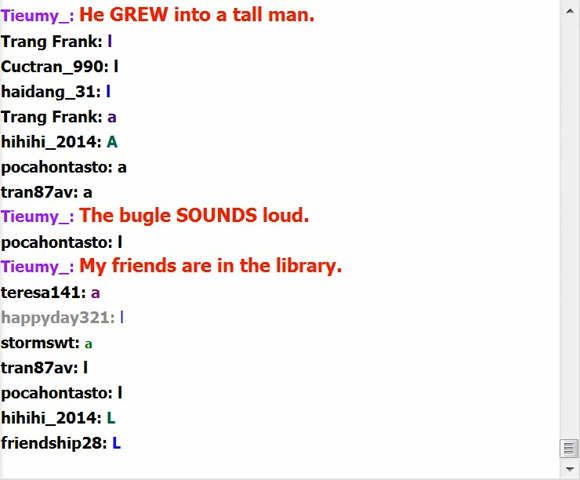 Tieumy_: He GREW into a tall man.
Trang Frank: l
Cuctran_990: l
haidang_31: l
Trang Frank: a
hihihi_2014: A
pocahontasto: a
tran87av: a
Tieumy_: The bugle SOUNDS loud.
pocahontasto: l
Tieumy_: My friends are in the library.
teresa141: a
happyday321: l
stormswt: a
tran87av: l
pocahontasto: l
hihihi_2014: L
friendship28: L